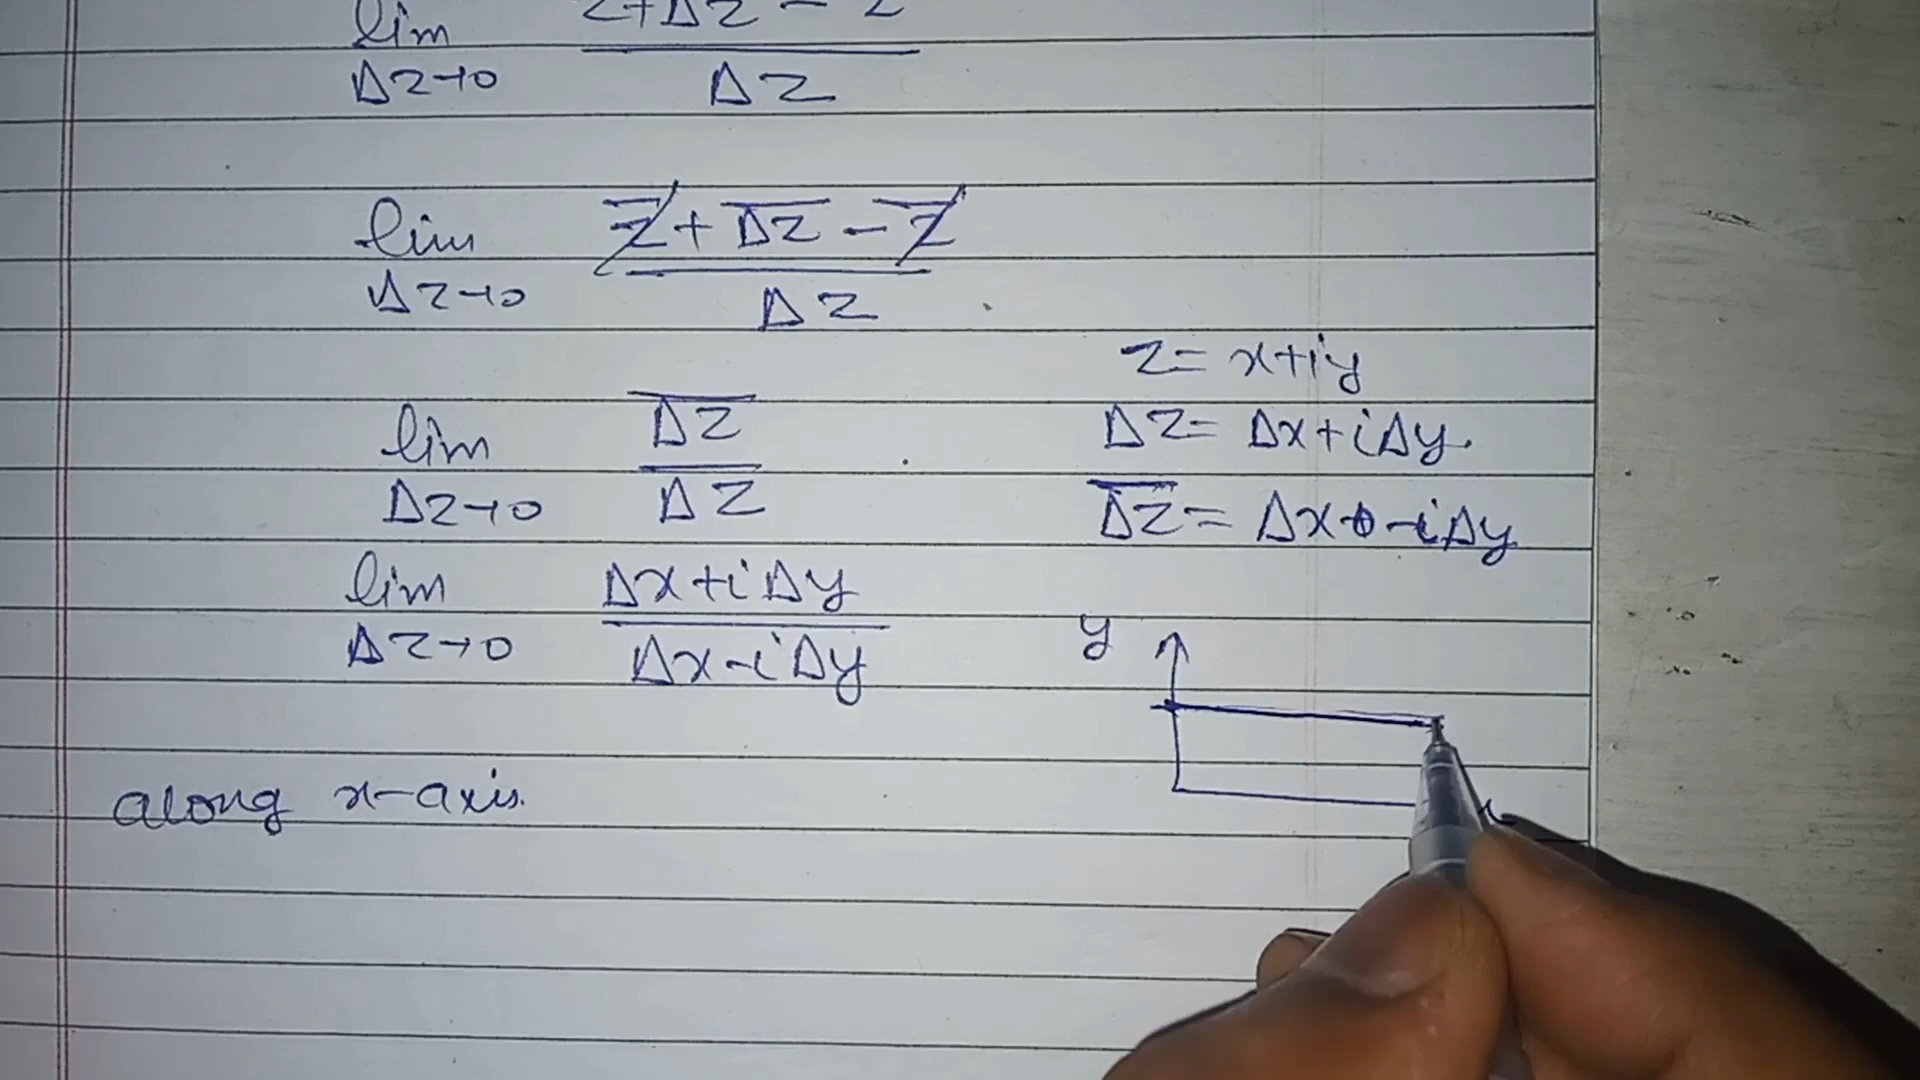 lim z+Δz - z
Δz→0 Δz
lim z̅ + Δz̅ - z̅
Δz→0 Δz
z = x+iy
lim Δz̅
Δz→0 Δz
Δz = Δx+iΔy.
Δz̅ = Δx -iΔy
lim Δx+iΔy
Δz→0 Δx-iΔy
y
along x-axis.